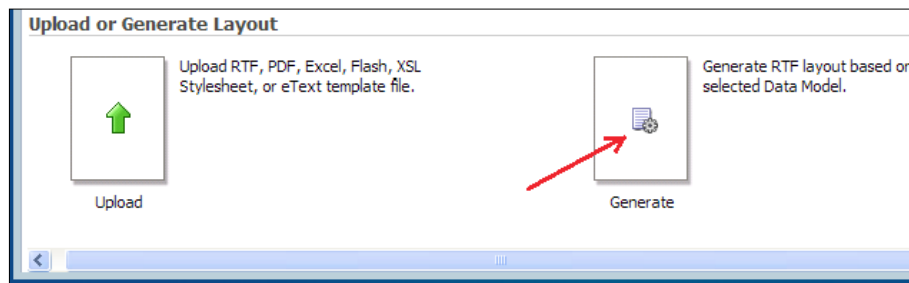 Upload or Generate Layout
Upload RTF, PDF, Excel, Flash, XSL
Stylesheet, or eText template file.
Upload
Generate RTF layout based on
selected Data Model.
Generate